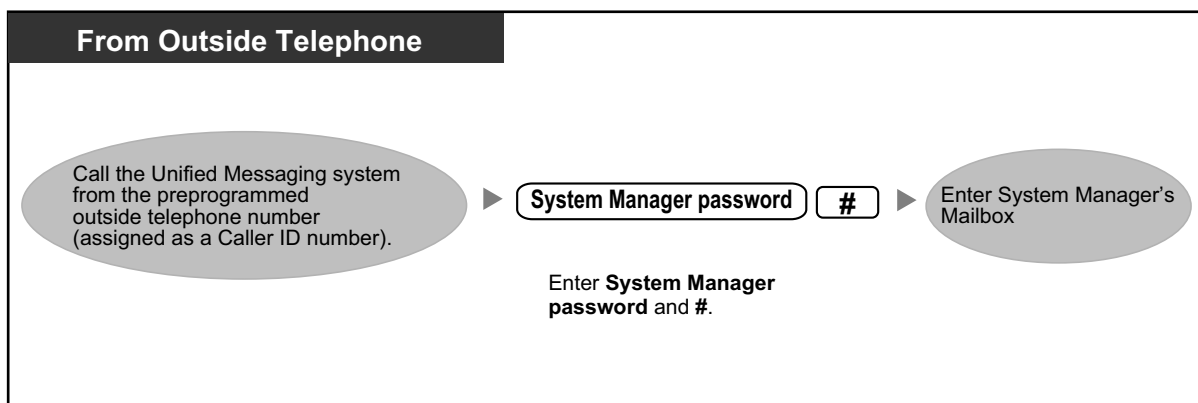 From Outside Telephone
Call the Unified Messaging system
from the preprogrammed
outside telephone number
(assigned as a Caller ID number).
System Manager password
#
Enter System Manager’s
Mailbox
Enter System Manager
password and #.